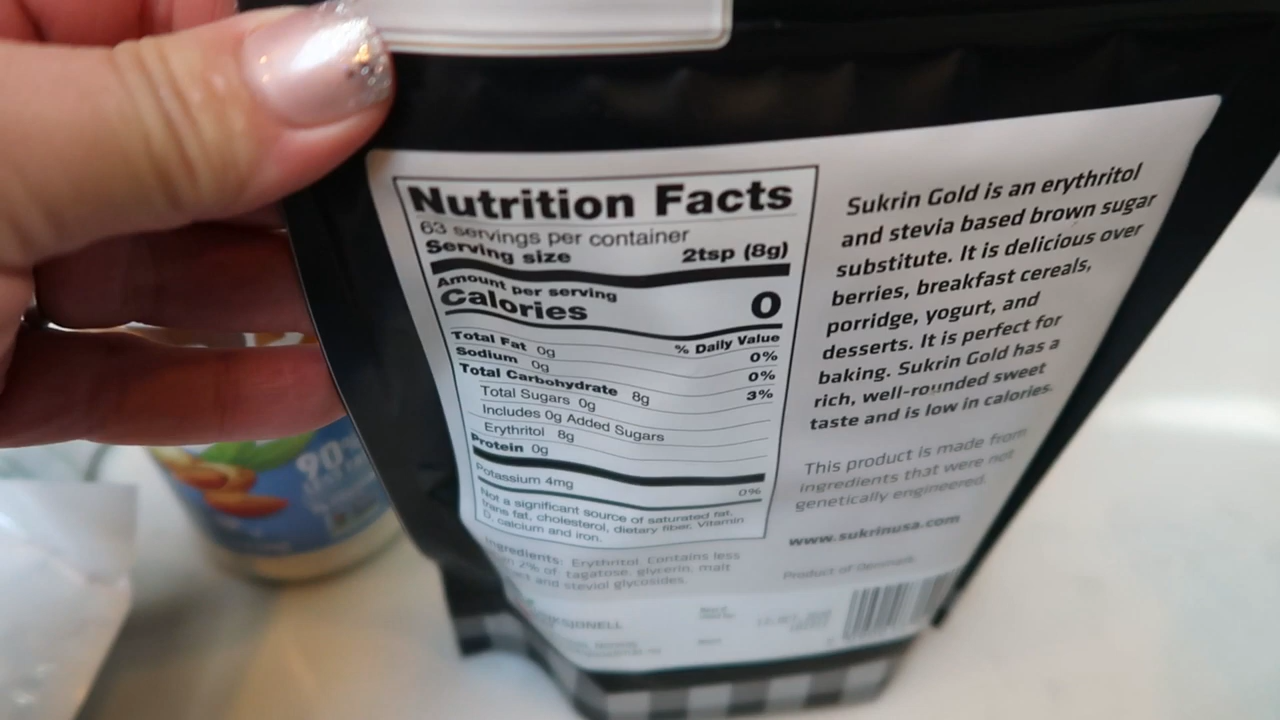 Nutrition Facts
63 servings per container
Serving size 2tsp (8g)
Amount per serving
Calories 0
% Daily Value
Total Fat 0g 0%
Sodium 0g 0%
Total Carbohydrate 8g 3%
Total Sugars 0g
Includes 0g Added Sugars
Erythritol 8g
Protein 0g
Potassium 4mg 0%
Not a significant source of saturated fat,
trans fat, cholesterol, dietary fiber, Vitamin
D, calcium and iron.
Ingredients: Erythritol. Contains less
2% of tagatose, glycerin, malt
and steviol glycosides.
Sukrin Gold is an erythritol
and stevia based brown sugar
substitute. It is delicious over
berries, breakfast cereals,
porridge, yogurt, and
desserts. It is perfect for
baking. Sukrin Gold has a
rich, well-rounded sweet
taste and is low in calories.
This product is made from
ingredients that were not
genetically engineered.
www.sukrinusa.com
Product of Denmark.
90%